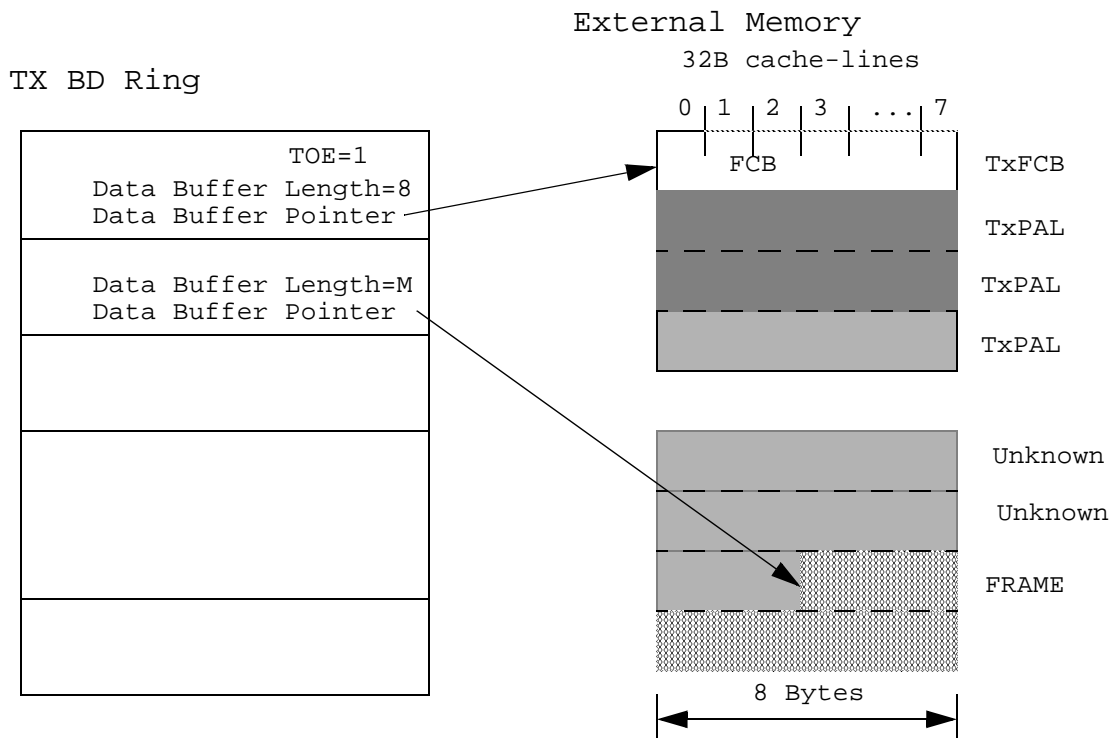 External Memory
32B cache-lines
TX BD Ring
0 1 2 3 ... 7
TOE=1
Data Buffer Length=8
Data Buffer Pointer
FCB
TxFCB
TxPAL
Data Buffer Length=M
Data Buffer Pointer
TxPAL
TxPAL
Unknown
Unknown
FRAME
8 Bytes